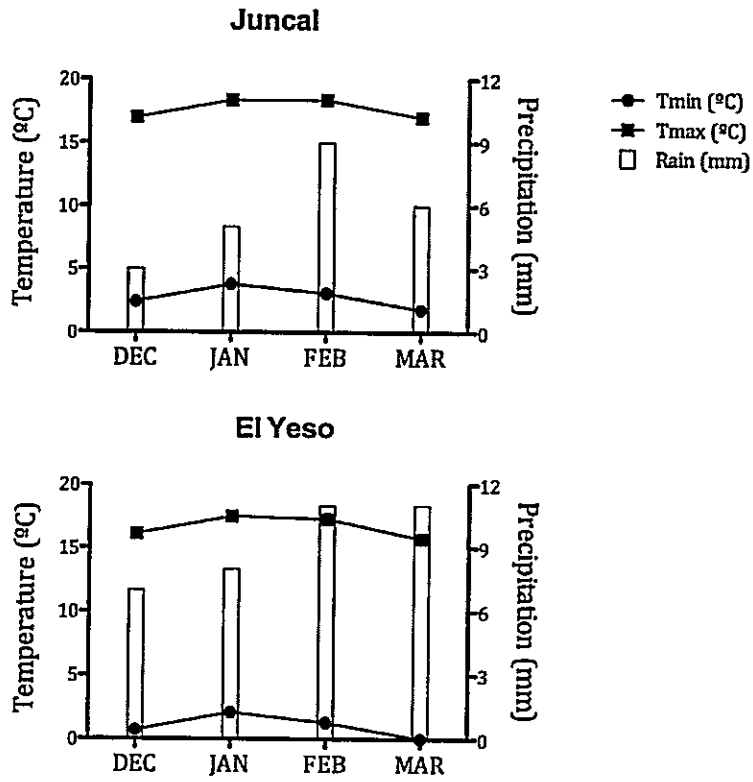 Juncal
Temperature (ºC)
20
15
10
5
0
12
9
6
3
0
Precipitation (mm)
DEC JAN FEB MAR
Tmin (ºC)
Tmax (ºC)
Rain (mm)
El Yeso
Temperature (ºC)
20
15
10
5
0
12
9
6
3
0
Precipitation (mm)
DEC JAN FEB MAR